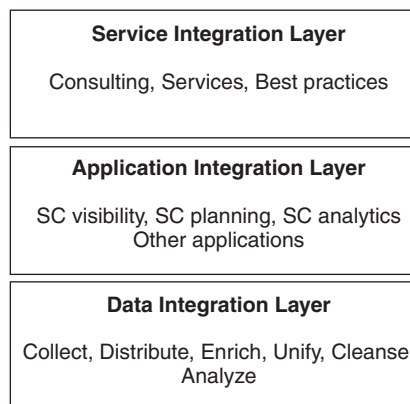 Service Integration Layer
Consulting, Services, Best practices
Application Integration Layer
SC visibility, SC planning, SC analytics
Other applications
Data Integration Layer
Collect, Distribute, Enrich, Unify, Cleanse
Analyze